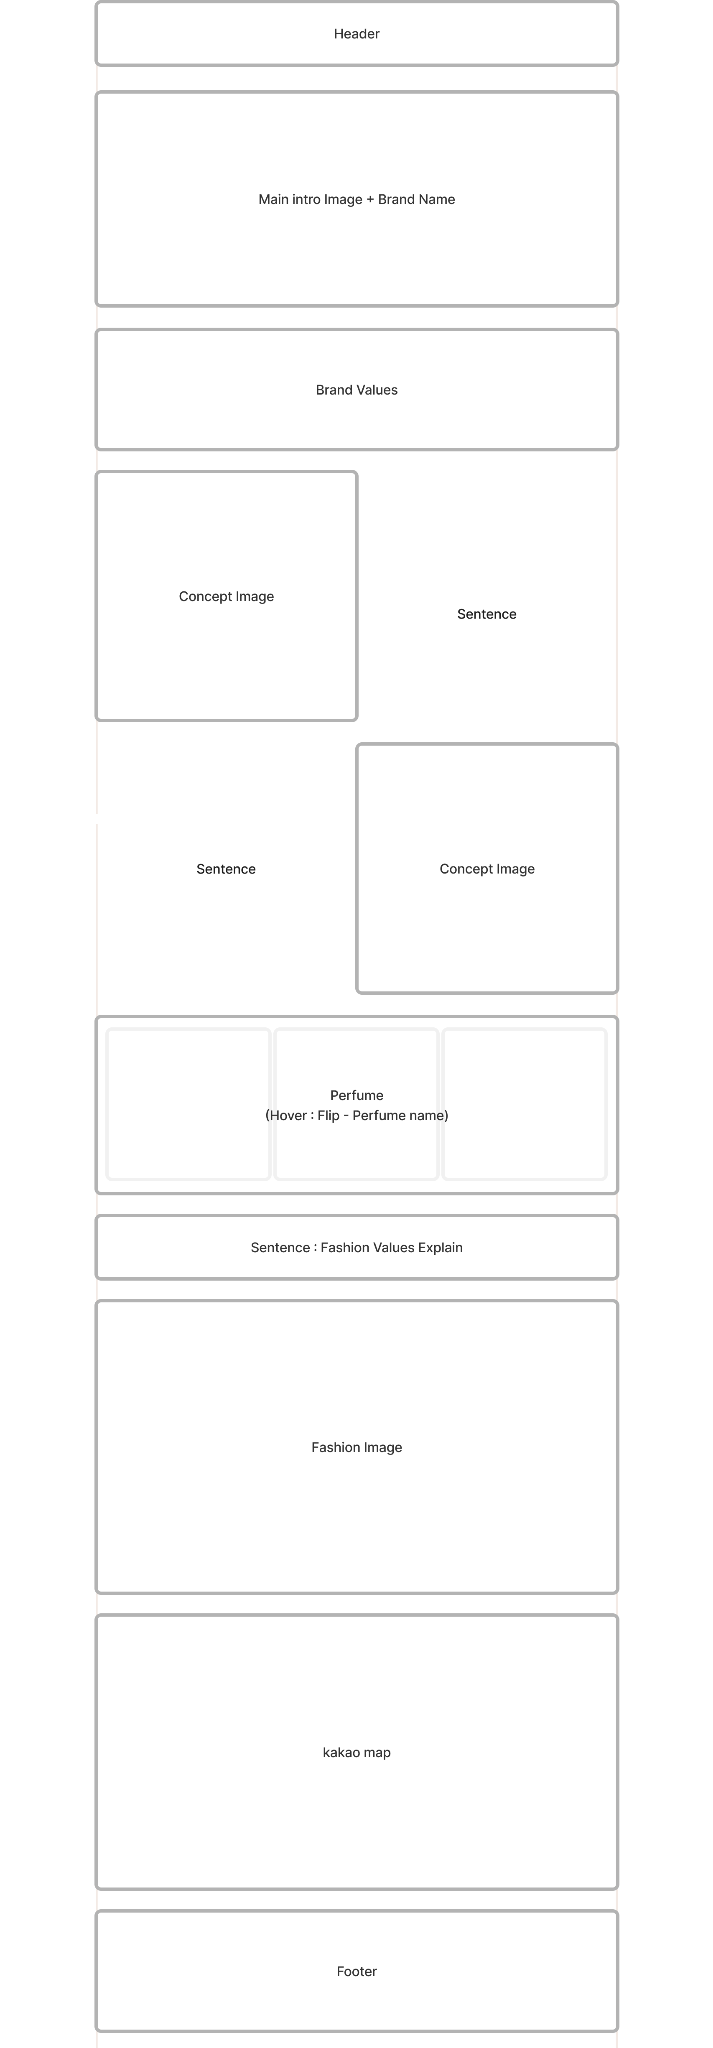 Header
Main intro Image + Brand Name
Brand Values
Concept Image
Sentence
Sentence
Concept Image
Perfume
(Hover : Flip - Perfume name)
Sentence : Fashion Values Explain
Fashion Image
kakao map
Footer